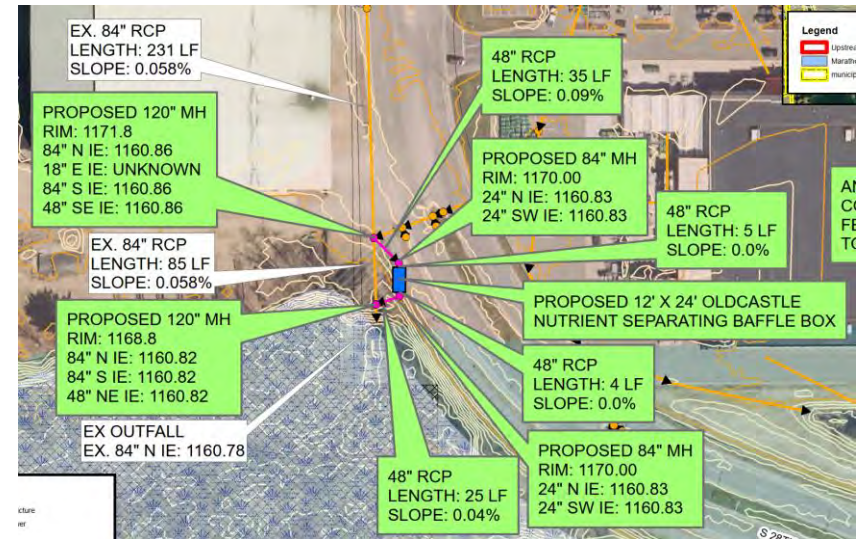 EX. 84" RCP
LENGTH: 231 LF
SLOPE: 0.058%
48" RCP
LENGTH: 35 LF
SLOPE: 0.09%
Legend
PROPOSED 120" MH
RIM: 1171.8
84" N IE: 1160.86
18" E IE: UNKNOWN
84" S IE: 1160.86
48" SE IE: 1160.86
PROPOSED 84" MH
RIM: 1170.00
24" N IE: 1160.83
24" SW IE: 1160.83
48" RCP
LENGTH: 5 LF
SLOPE: 0.0%
EX. 84" RCP
LENGTH: 85 LF
SLOPE: 0.058%
PROPOSED 12' X 24' OLDCASTLE
NUTRIENT SEPARATING BAFFLE BOX
PROPOSED 120" MH
RIM: 1168.8
84" N IE: 1160.82
84" S IE: 1160.82
48" NE IE: 1160.82
48" RCP
LENGTH: 4 LF
SLOPE: 0.0%
EX OUTFALL
EX. 84" N IE: 1160.78
PROPOSED 84" MH
RIM: 1170.00
24" N IE: 1160.83
24" SW IE: 1160.83
48" RCP
LENGTH: 25 LF
SLOPE: 0.04%